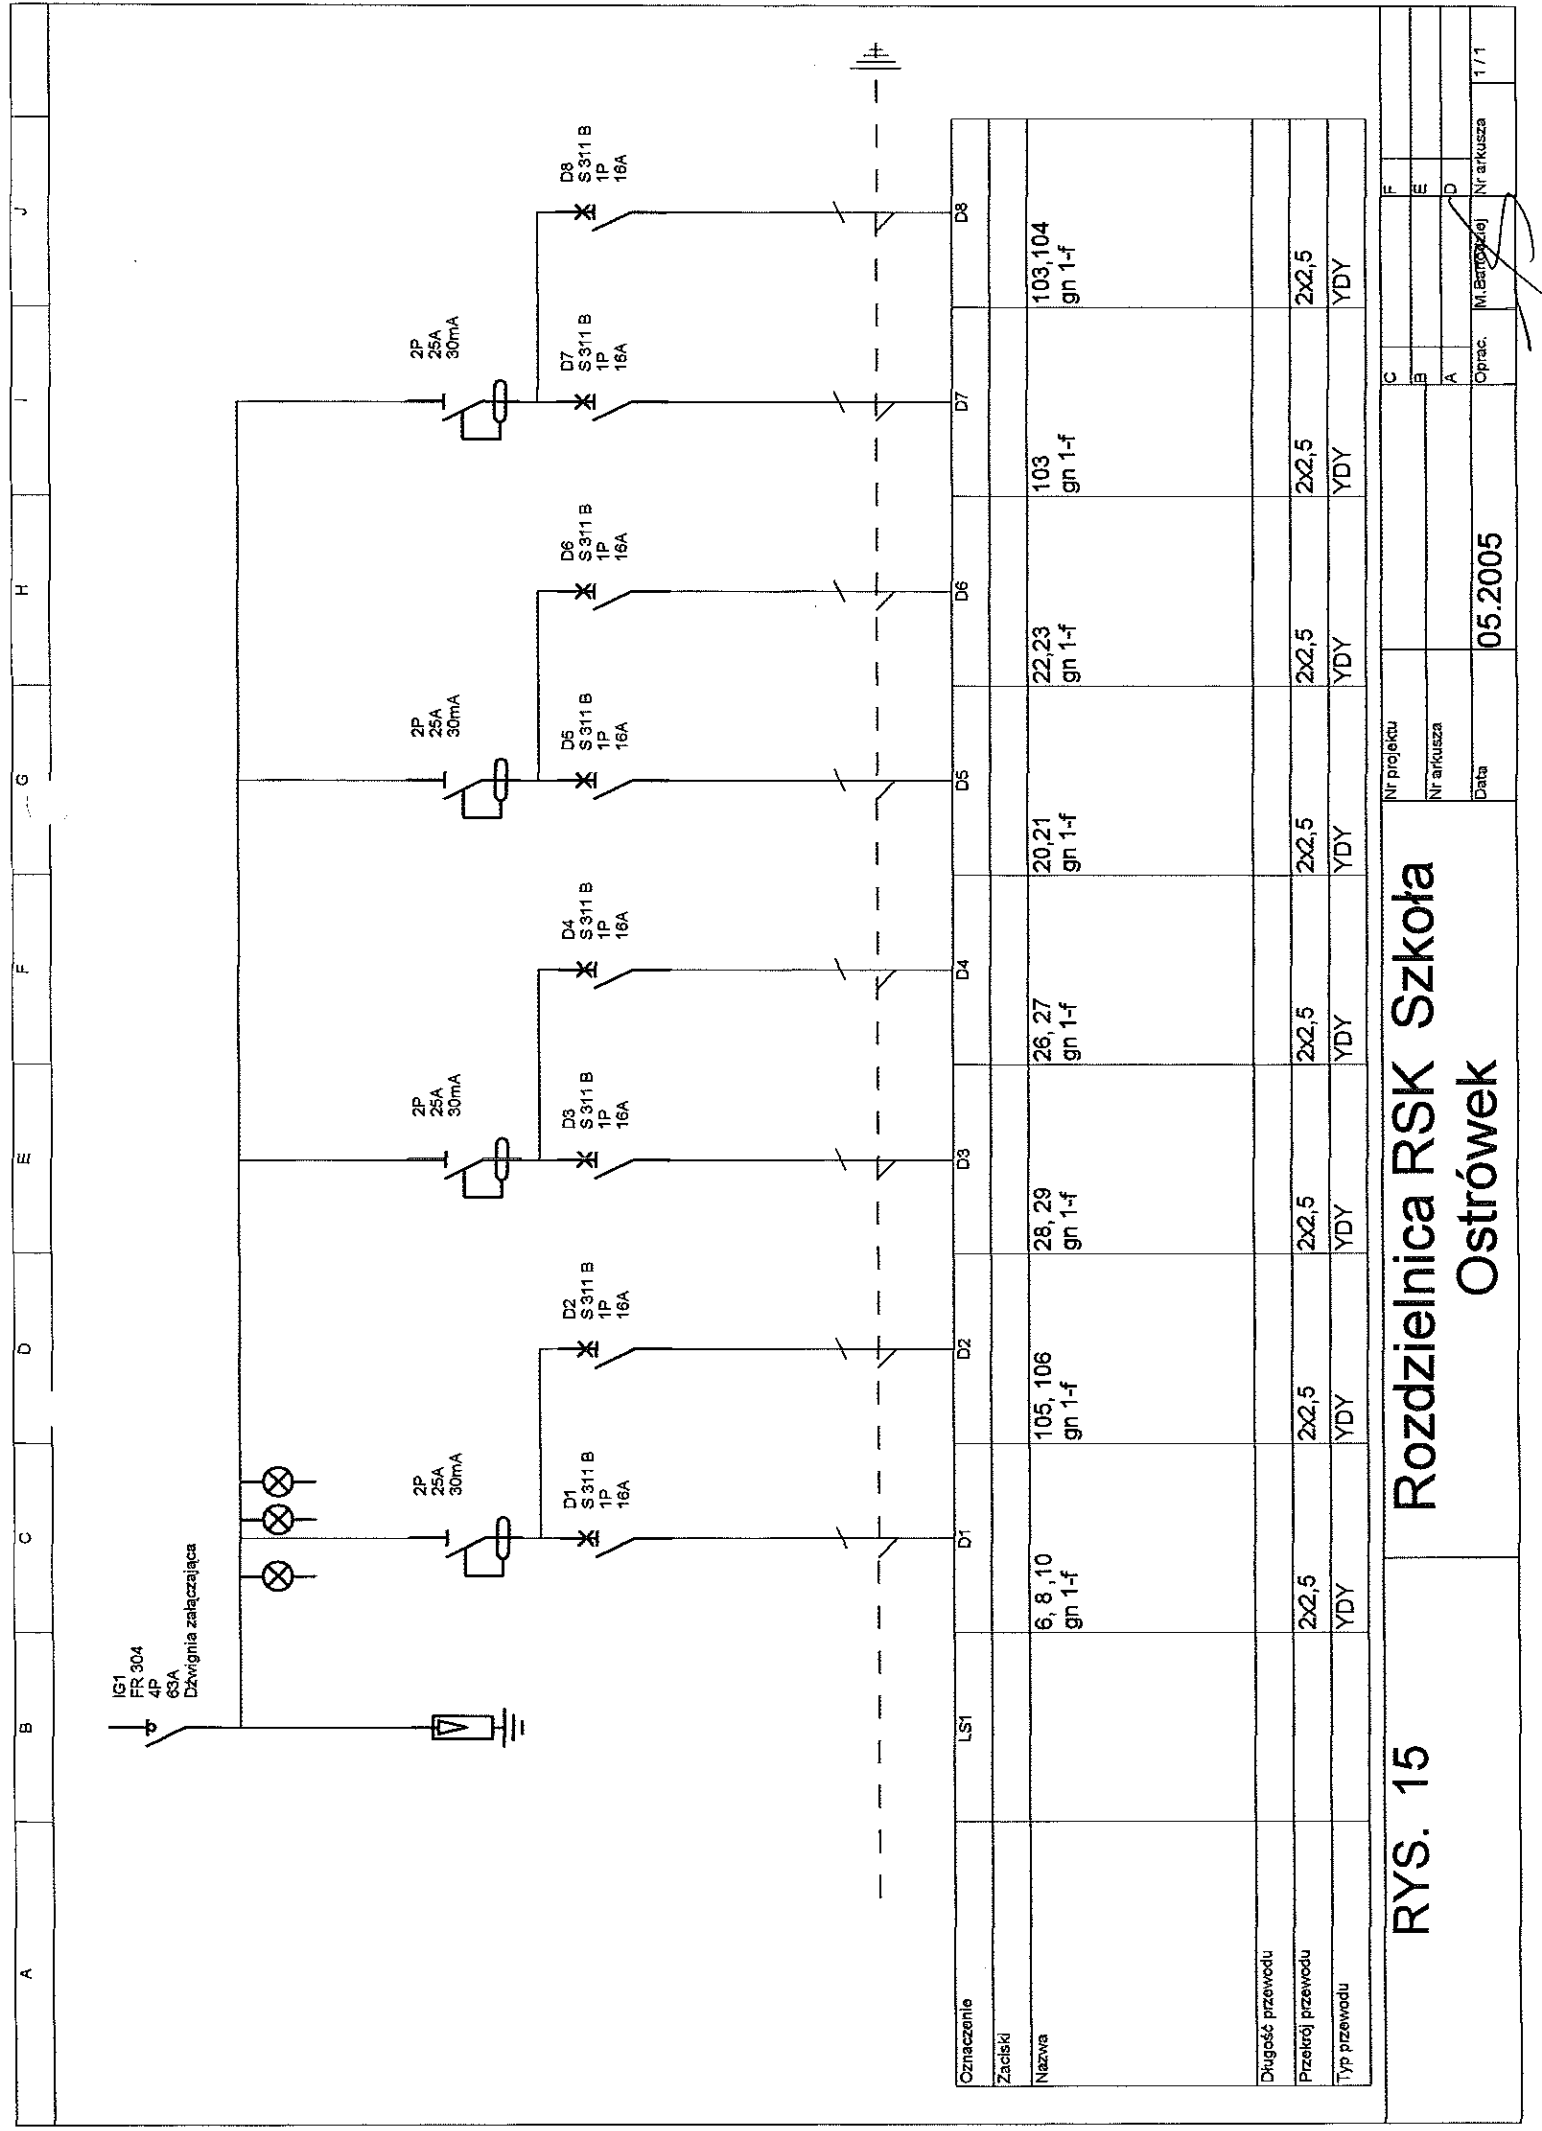 A
B
C
D
E
F
G
H
I
J
IG1
FR 304
4P
63A
Dźwignia załączająca
2P
25A
30mA
2P
25A
30mA
2P
25A
30mA
2P
25A
30mA
D1
S 311 B
1P
16A
D2
S 311 B
1P
16A
D3
S 311 B
1P
16A
D4
S 311 B
1P
16A
D5
S 311 B
1P
16A
D6
S 311 B
1P
16A
D7
S 311 B
1P
16A
D8
S 311 B
1P
16A
Oznaczenie LS1 D1 D2 D3 D4 D5 D6 D7 D8
Zaciski
Nazwa 6, 8 ,10 105, 106 28, 29 26, 27 20,21 22,23 103 103,104
gn 1-f gn 1-f gn 1-f gn 1-f gn 1-f gn 1-f gn 1-f gn 1-f
Długość przewodu
Przekrój przewodu 2x2,5 2x2,5 2x2,5 2x2,5 2x2,5 2x2,5 2x2,5 2x2,5
Typ przewodu YDY YDY YDY YDY YDY YDY YDY YDY
RYS. 15
Rozdzielnica RSK Szkoła
Ostrówek
Nr projektu
Nr arkusza
Data 05.2005
C F
B E
A D
Oprac. Nr arkusza 1 / 1